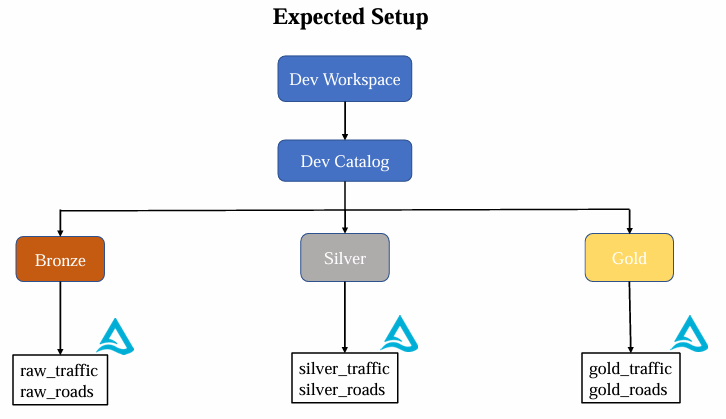 Expected Setup
Dev Workspace
Dev Catalog
Bronze
Silver
Gold
raw_traffic
raw_roads
silver_traffic
silver_roads
gold_traffic
gold_roads